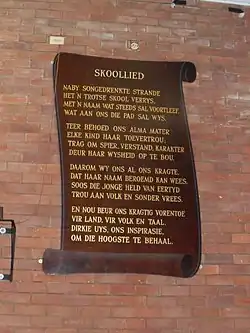 SKOOLLIED
NABY SONGEDRENKTE STRANDE
HET 'N TROTSE SKOOL VERRYS,
MET 'N NAAM WAT STEEDS SAL VOORTLEEF,
WAT AAN ONS DIE PAD SAL WYS.
TEER BEHOED ONS ALMA MATER
ELKE KIND HAAR TOEVERTROU,
TRAG OM SPIER, VERSTAND, KARAKTER
DEUR HAAR WYSHEID OP TE BOU.
DAAROM WY ONS AL ONS KRAGTE,
DAT HAAR NAAM BEROEMD KAN WEES.
SOOS DIE JONGE HELD VAN EERTYD
TROU AAN VOLK EN SONDER VREES.
EN NOU BEUR ONS KRAGTIG VORENTOE
VIR LAND, VIR VOLK EN TAAL.
DIRKIE UYS, ONS INSPIRASIE,
OM DIE HOOGSTE TE BEHAAL.